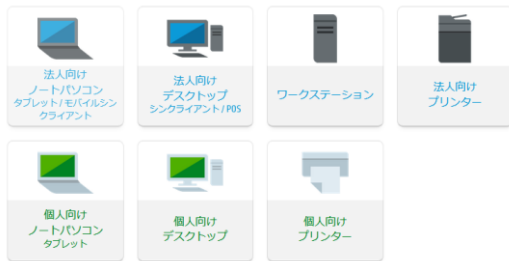 法人向け
ノートパソコン
タブレット/モバイルシン
クライアント
法人向け
デスクトップ
シンクライアント/POS
ワークステーション
法人向け
プリンター
個人向け
ノートパソコン
タブレット
個人向け
デスクトップ
個人向け
プリンター